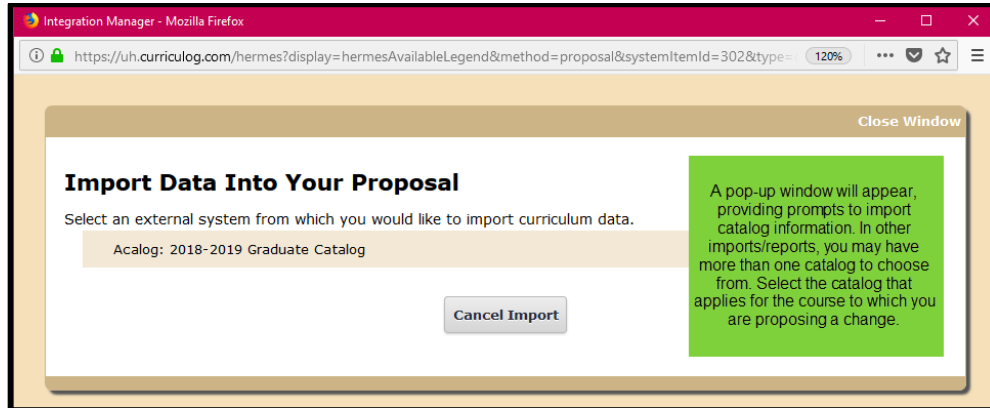 Integration Manager - Mozilla Firefox
https://uh.curriculog.com/hermes?display=hermesAvailableLegend&method=proposal&systemItemId=302&type=
120%
Close Window
Import Data Into Your Proposal
Select an external system from which you would like to import curriculum data.
Acalog: 2018-2019 Graduate Catalog
Cancel Import
A pop-up window will appear,
providing prompts to import
catalog information. In other
imports/reports, you may have
more than one catalog to choose
from. Select the catalog that
applies for the course to which you
are proposing a change.